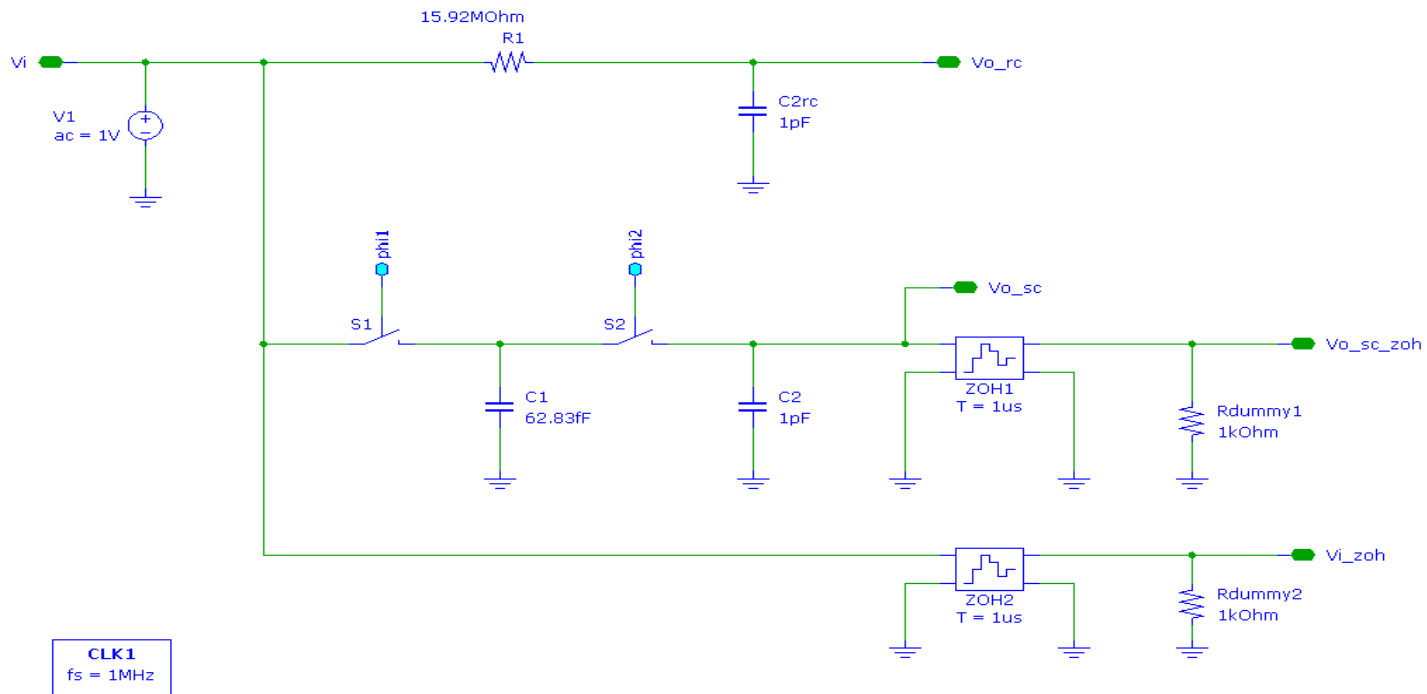 15.92MOhm
R1
Vi
Vo_rc
V1
ac = 1V
C2rc
1pF
phi1
phi2
Vo_sc
S1
S2
Vo_sc_zoh
C1
62.83fF
C2
1pF
ZOH1
T = 1us
Rdummy1
1kOhm
Vi_zoh
ZOH2
T = 1us
Rdummy2
1kOhm
CLK1
fs = 1MHz